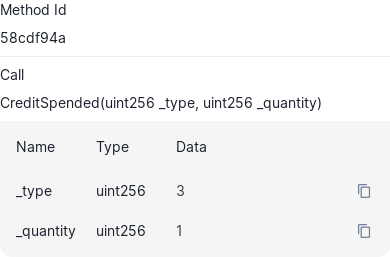 Method Id
58cdf94a
Call
CreditSpended(uint256 _type, uint256 _quantity)
Name Type Data
_type uint256 3
_quantity uint256 1